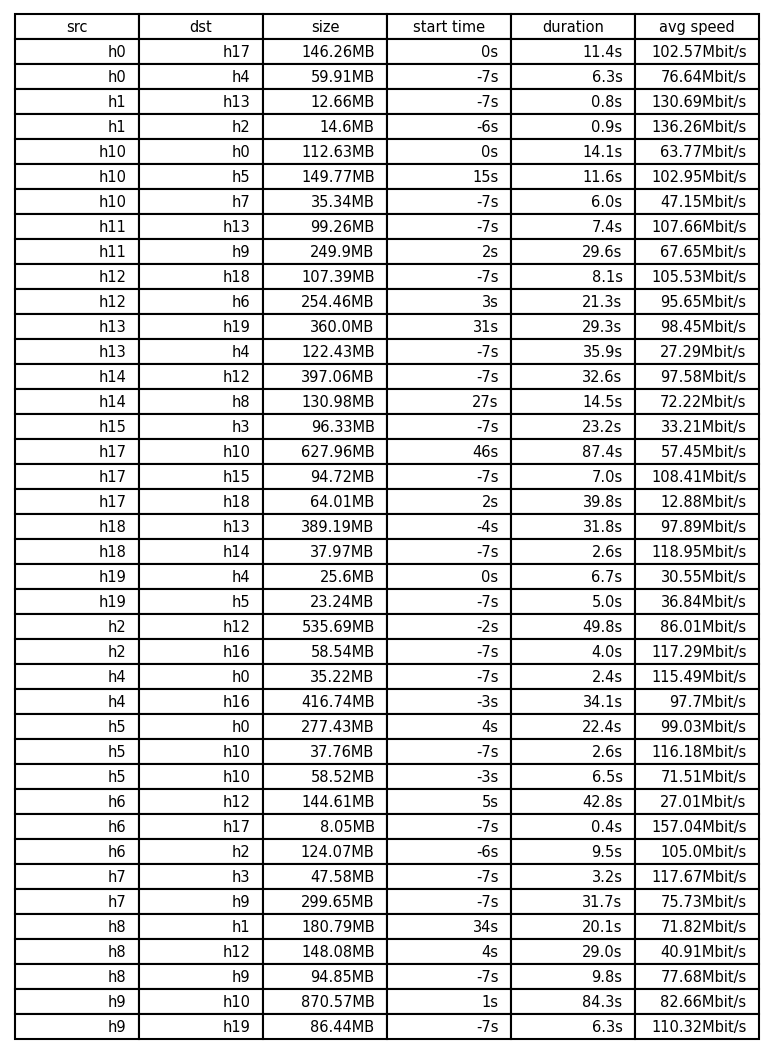 src dst size start time duration avg speed
h0 h17 146.26MB 0s 11.4s 102.57Mbit/s
h0 h4 59.91MB -7s 6.3s 76.64Mbit/s
h1 h13 12.66MB -7s 0.8s 130.69Mbit/s
h1 h2 14.6MB -6s 0.9s 136.26Mbit/s
h10 h0 112.63MB 0s 14.1s 63.77Mbit/s
h10 h5 149.77MB 15s 11.6s 102.95Mbit/s
h10 h7 35.34MB -7s 6.0s 47.15Mbit/s
h11 h13 99.26MB -7s 7.4s 107.66Mbit/s
h11 h9 249.9MB 2s 29.6s 67.65Mbit/s
h12 h18 107.39MB -7s 8.1s 105.53Mbit/s
h12 h6 254.46MB 3s 21.3s 95.65Mbit/s
h13 h19 360.0MB 31s 29.3s 98.45Mbit/s
h13 h4 122.43MB -7s 35.9s 27.29Mbit/s
h14 h12 397.06MB -7s 32.6s 97.58Mbit/s
h14 h8 130.98MB 27s 14.5s 72.22Mbit/s
h15 h3 96.33MB -7s 23.2s 33.21Mbit/s
h17 h10 627.96MB 46s 87.4s 57.45Mbit/s
h17 h15 94.72MB -7s 7.0s 108.41Mbit/s
h17 h18 64.01MB 2s 39.8s 12.88Mbit/s
h18 h13 389.19MB -4s 31.8s 97.89Mbit/s
h18 h14 37.97MB -7s 2.6s 118.95Mbit/s
h19 h4 25.6MB 0s 6.7s 30.55Mbit/s
h19 h5 23.24MB -7s 5.0s 36.84Mbit/s
h2 h12 535.69MB -2s 49.8s 86.01Mbit/s
h2 h16 58.54MB -7s 4.0s 117.29Mbit/s
h4 h0 35.22MB -7s 2.4s 115.49Mbit/s
h4 h16 416.74MB -3s 34.1s 97.7Mbit/s
h5 h0 277.43MB 4s 22.4s 99.03Mbit/s
h5 h10 37.76MB -7s 2.6s 116.18Mbit/s
h5 h10 58.52MB -3s 6.5s 71.51Mbit/s
h6 h12 144.61MB 5s 42.8s 27.01Mbit/s
h6 h17 8.05MB -7s 0.4s 157.04Mbit/s
h6 h2 124.07MB -6s 9.5s 105.0Mbit/s
h7 h3 47.58MB -7s 3.2s 117.67Mbit/s
h7 h9 299.65MB -7s 31.7s 75.73Mbit/s
h8 h1 180.79MB 34s 20.1s 71.82Mbit/s
h8 h12 148.08MB 4s 29.0s 40.91Mbit/s
h8 h9 94.85MB -7s 9.8s 77.68Mbit/s
h9 h10 870.57MB 1s 84.3s 82.66Mbit/s
h9 h19 86.44MB -7s 6.3s 110.32Mbit/s